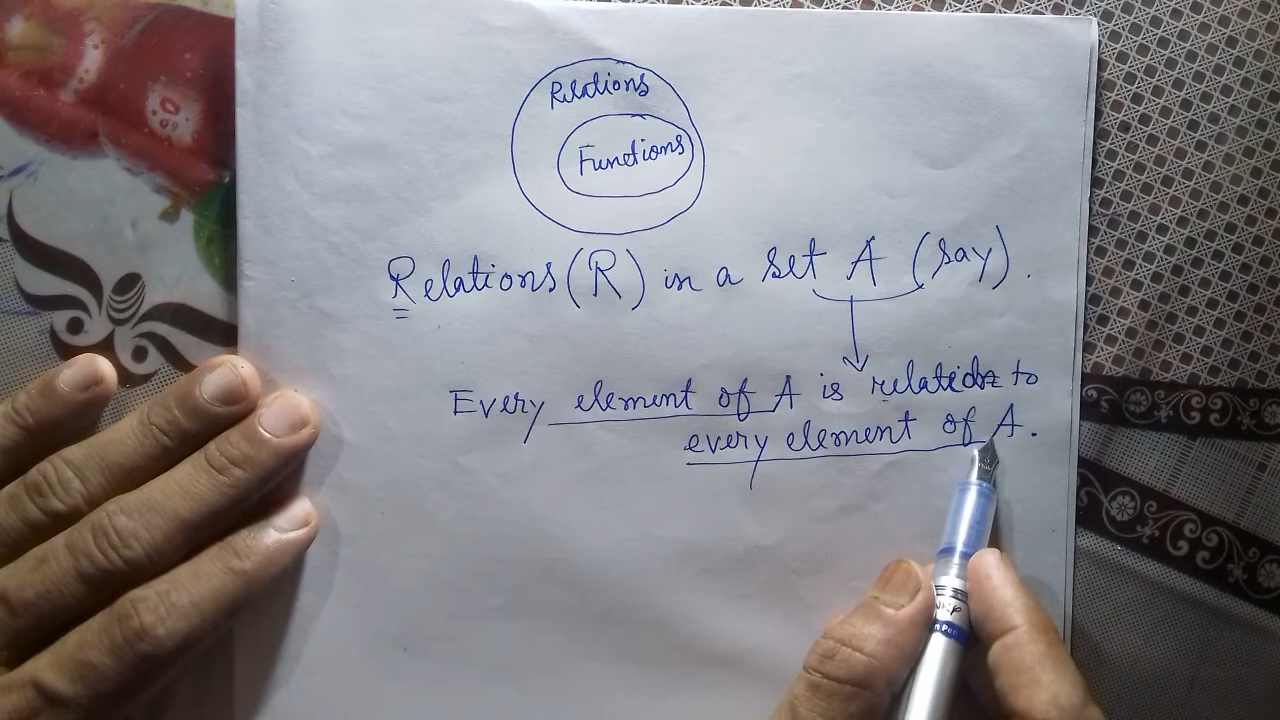 Relations
Functions
Relations (R) in a set A (say).
Every element of A is related to
every element of A.